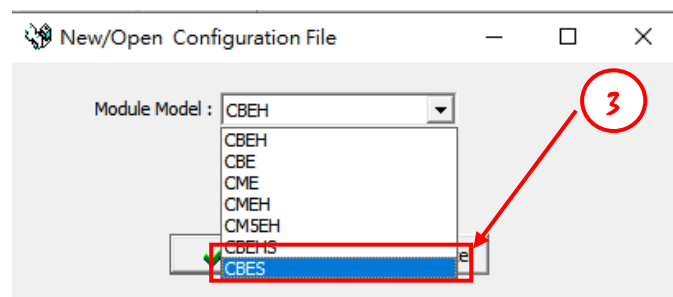 New/Open Configuration File
3
Module Model : CBEH
CBEH
CBE
CME
CMEH
CM5EH
CBEHS
CBES